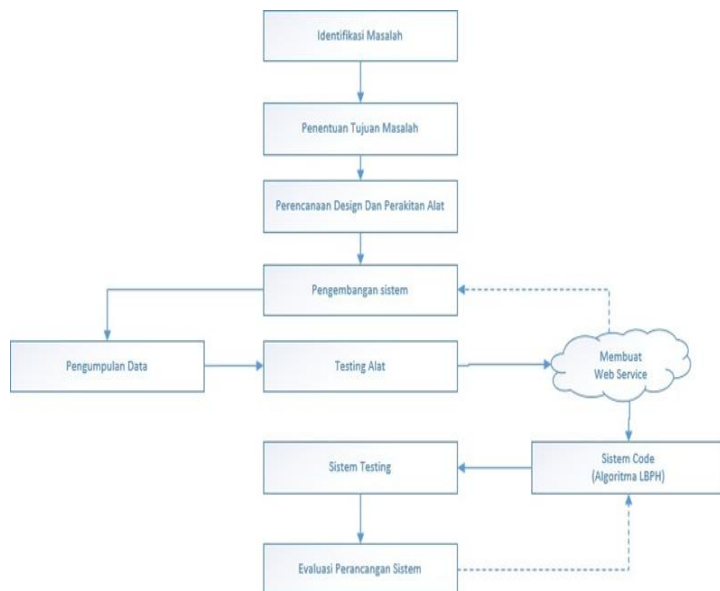 Identifikasi Masalah
Penentuan Tujuan Masalah
Perencanaan Design Dan Perakitan Alat
Pengembangan sistem
Pengumpulan Data
Testing Alat
Membuat
Web Service
Sistem Testing
Sistem Code
(Algoritma LBPH)
Evaluasi Perancangan Sistem